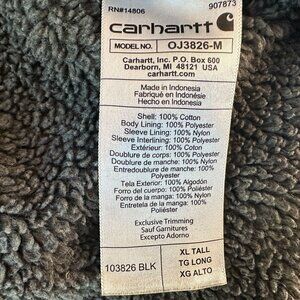 RN#14806 907873
carhartt
MODEL NO. OJ3826-M
Carhartt, Inc. P.O. Box 600
Dearborn, MI 48121 USA
carhartt.com
Made in Indonesia
Fabriqué en Indonésie
Hecho en Indonesia
Shell: 100% Cotton
Body Lining: 100% Polyester
Sleeve Lining: 100% Nylon
Sleeve Interlining: 100% Polyester
Extérieur: 100% Coton
Doublure de corps: 100% Polyester
Doublure de manche: 100% Nylon
Entredoublure de manche: 100%
Polyester
Tela Exterior: 100% Algodón
Forro del cuerpo: 100% Poliéster
Forro de la manga: 100% Nylon
Entretela de la manga: 100%
Poliéster
Exclusive Trimming
Sauf Garnitures
Excepto Adorno
103826 BLK
XL TALL
TG LONG
XG ALTO